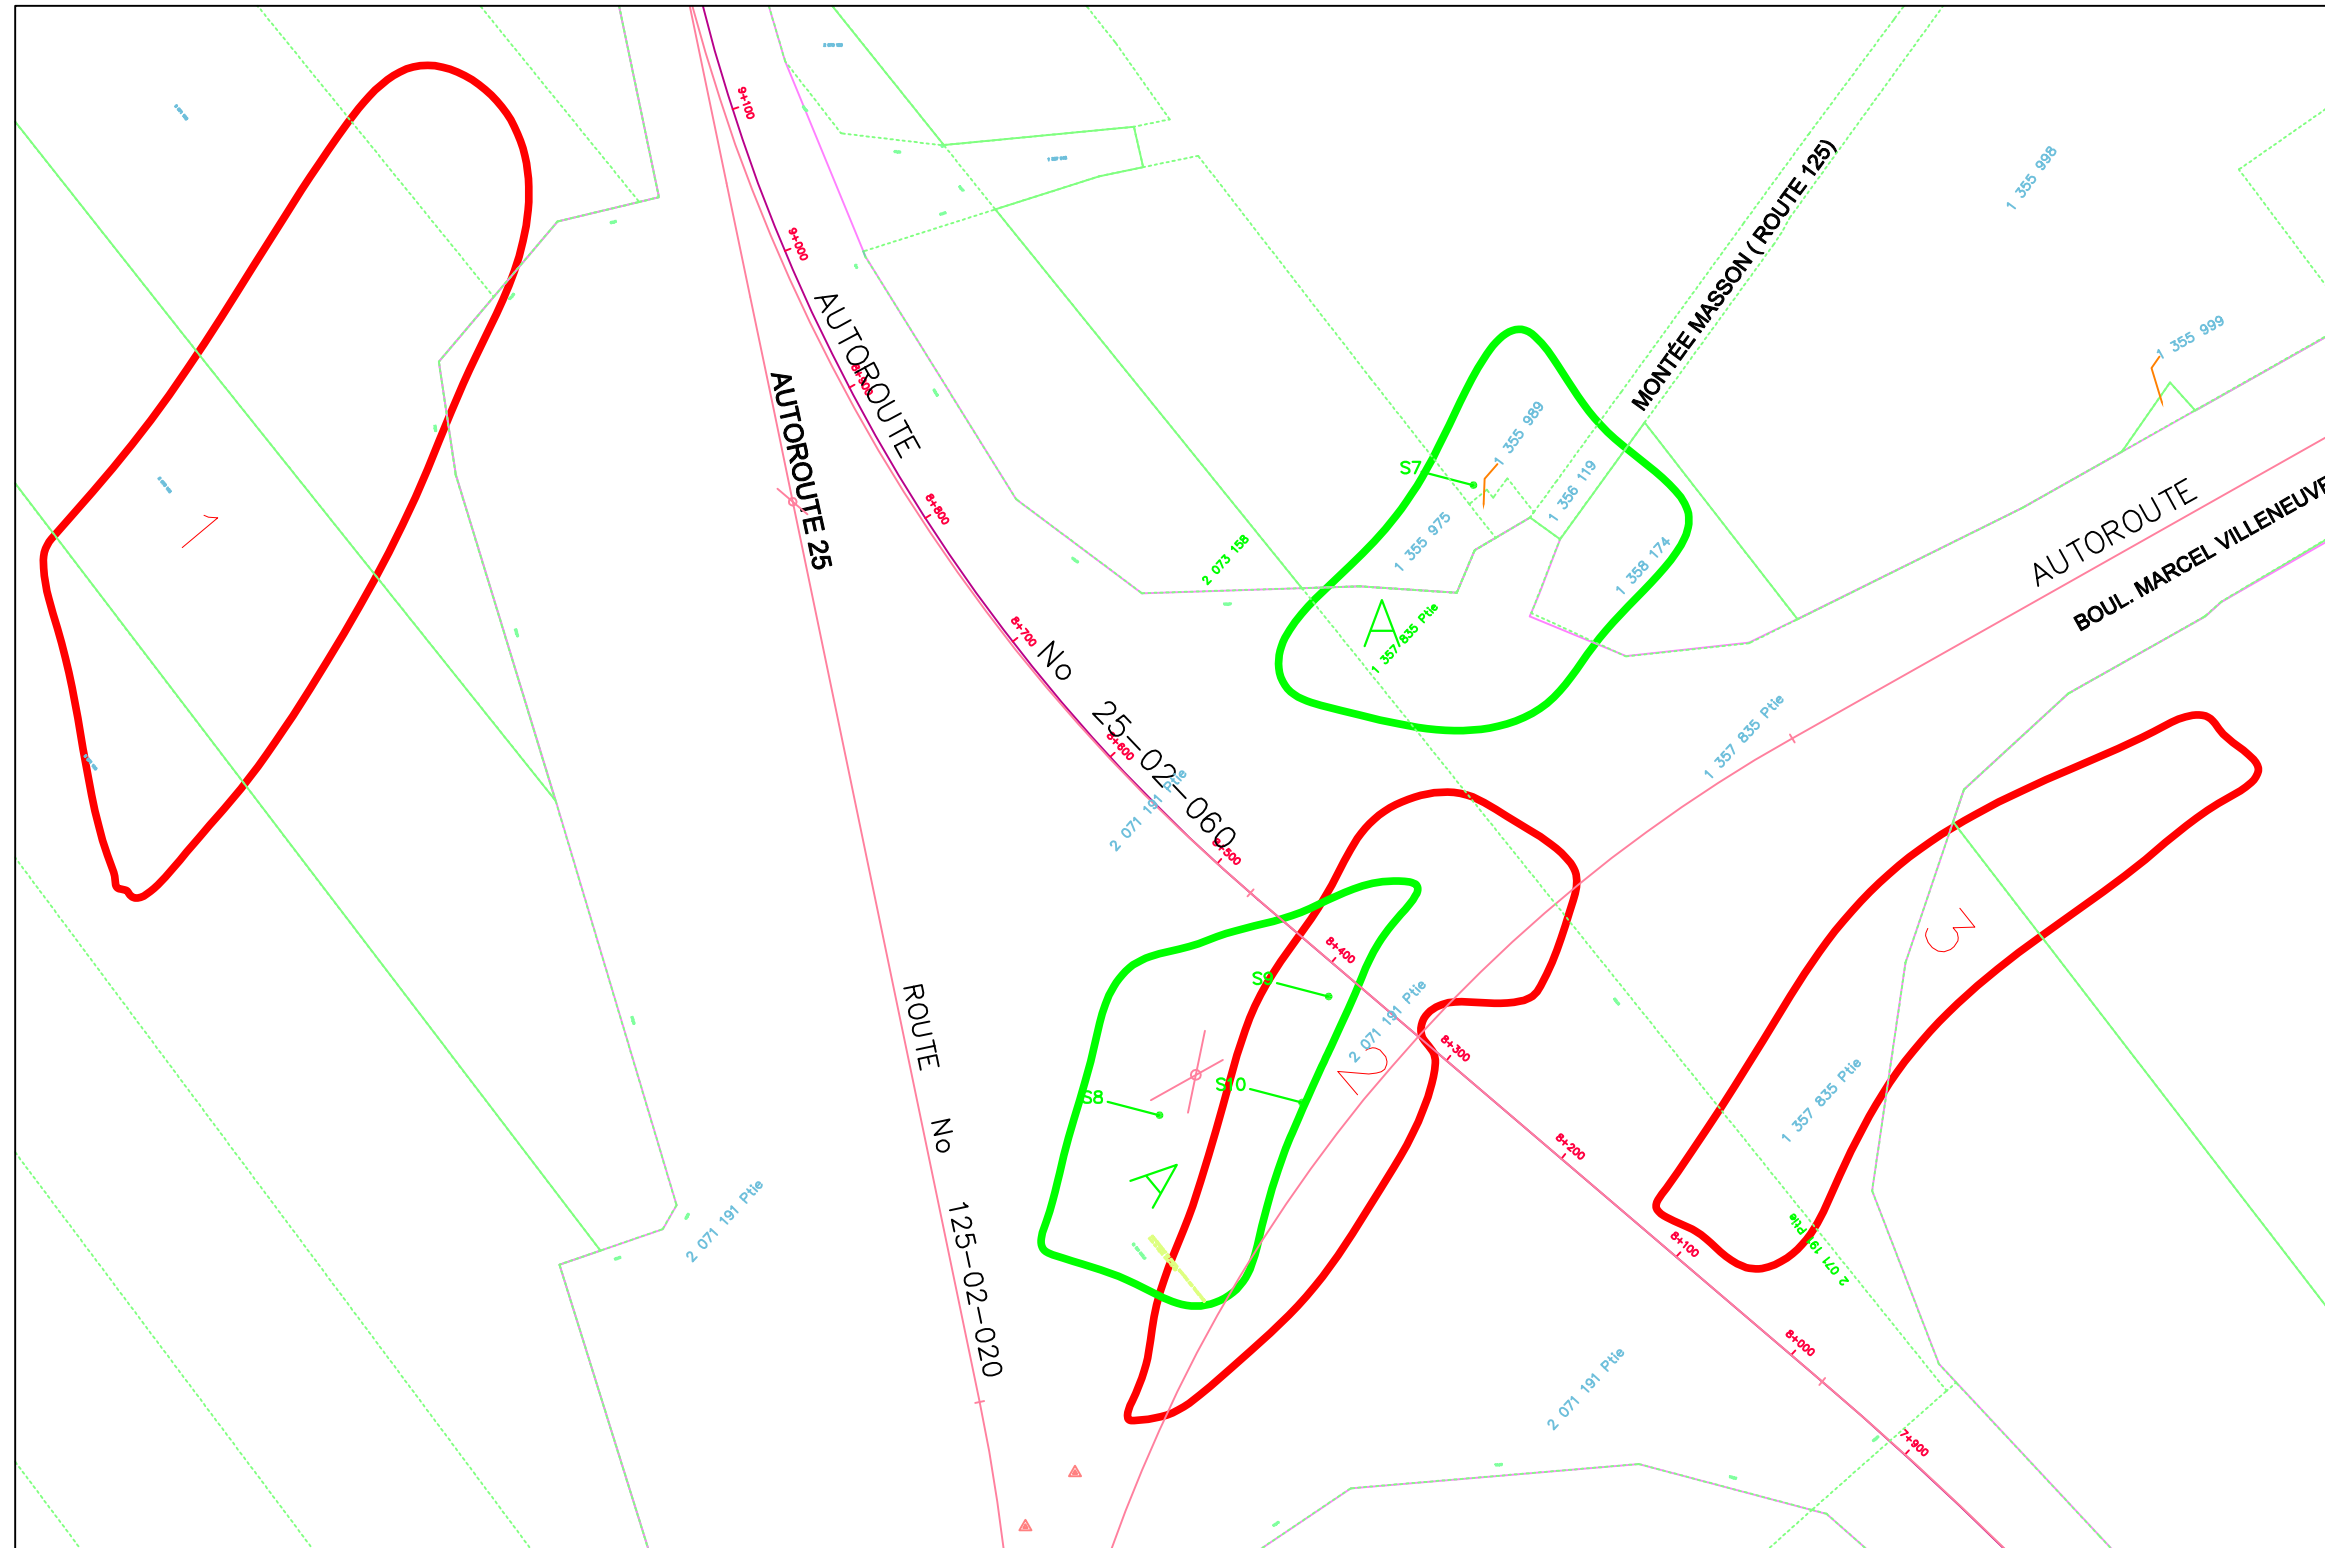 9+100
1 355 998
9+000
MONTÉE MASSON ( ROUTE 125)
AUTOROUTE
8+900
1 355 999
AUTOROUTE 25
1 355 989
S7
1 356 119
8+800
1 355 975
2 073 158
1 358 174
AUTOROUTE
BOUL. MARCEL VILLENEUVE
1
A
1 357 835 Ptie
8+700
No 25-02-060
8+600
1 357 835 Ptie
2 071 191 Ptie
8+500
8+400
3
S9
2 071 191 Ptie
ROUTE No 125-02-020
8+300
2
S10
S8
1 357 835 Ptie
8+200
A
2 071 191 Ptie
2 071 191 Ptie
8+100
8+000
2 071 191 Ptie
7+900